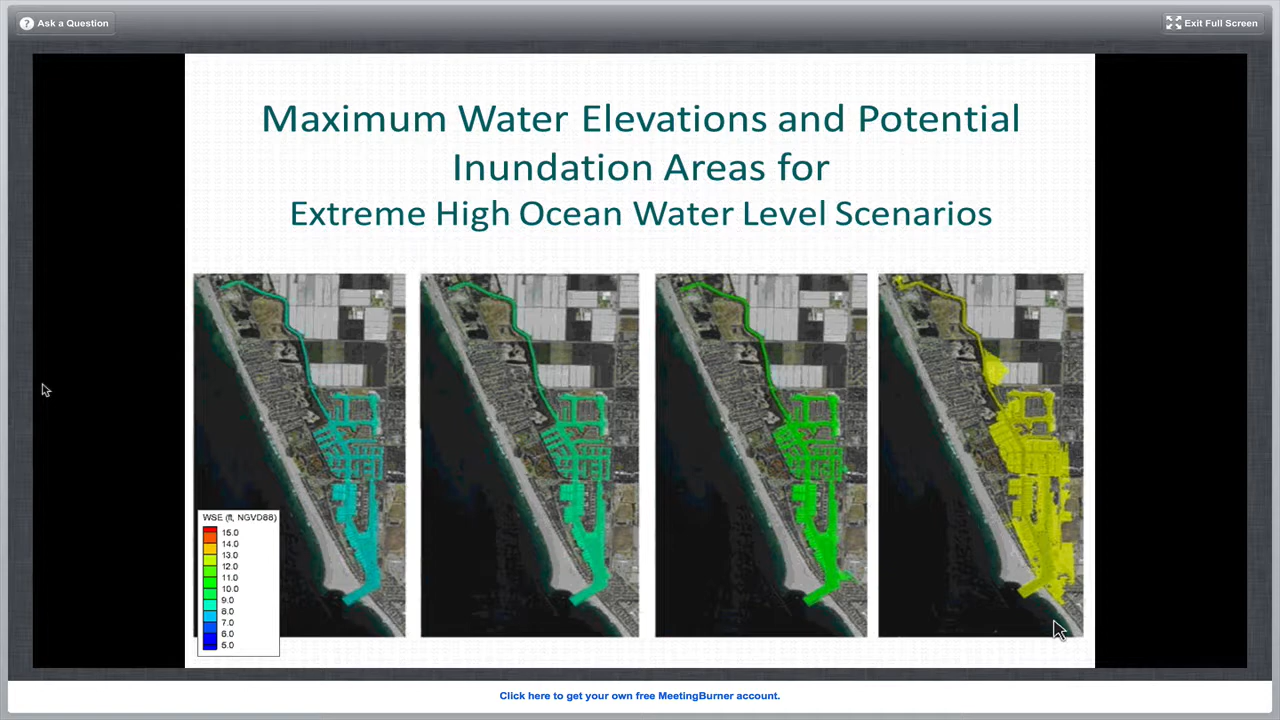 Ask a Question
Exit Full Screen
Maximum Water Elevations and Potential
Inundation Areas for
Extreme High Ocean Water Level Scenarios
WSE (ft, NGVD88)
15.0
14.0
13.0
12.0
11.0
10.0
9.0
8.0
7.0
6.0
5.0
Click here to get your own free MeetingBurner account.